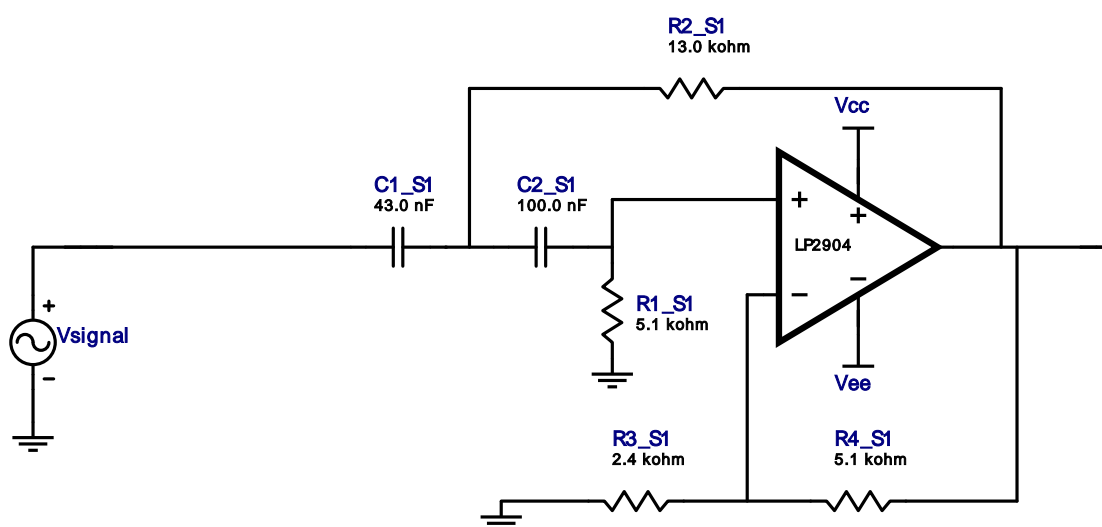 R2_S1
13.0 kohm
Vcc
C1_S1
43.0 nF
C2_S1
100.0 nF
+
+
LP2904
−
−
R1_S1
5.1 kohm
+
Vsignal
−
Vee
R3_S1
2.4 kohm
R4_S1
5.1 kohm